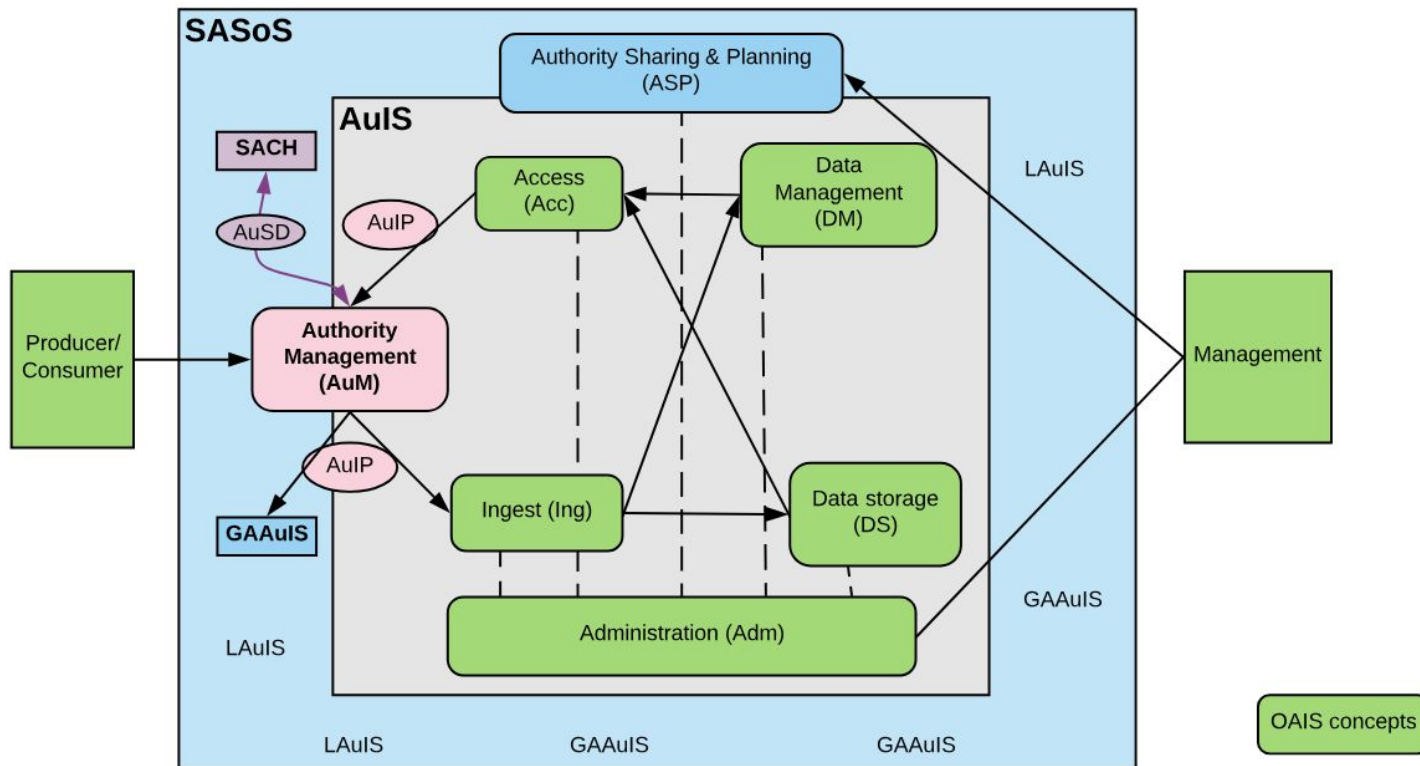 SASoS
Authority Sharing & Planning
(ASP)
AuIS
SACH
Access
(Acc)
Data
Management
(DM)
LAuIS
AuIP
AuSD
Producer/
Consumer
Authority
Management
(AuM)
Management
AuIP
Ingest (Ing)
Data storage
(DS)
GAAuIS
GAAuIS
Administration (Adm)
LAuIS
OAIS concepts
LAuIS
GAAuIS
GAAuIS